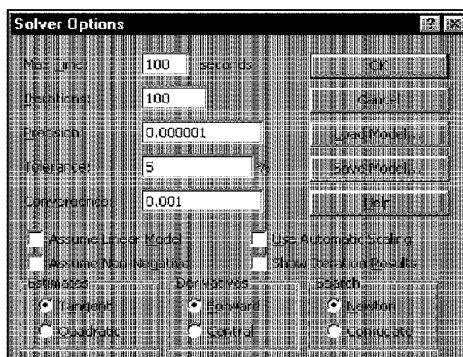 Solver Options
Max Time: 100 seconds OK
Iterations: 100 Cancel
Precision: 0.000001 Load Model...
Tolerance: 5 % Save Model...
Convergence: 0.001 Help
Assume Linear Model Use Automatic Scaling
Assume Non-Negative Show Iteration Results
Estimates Derivatives Search
Tangent Forward Newton
Quadratic Central Conjugate